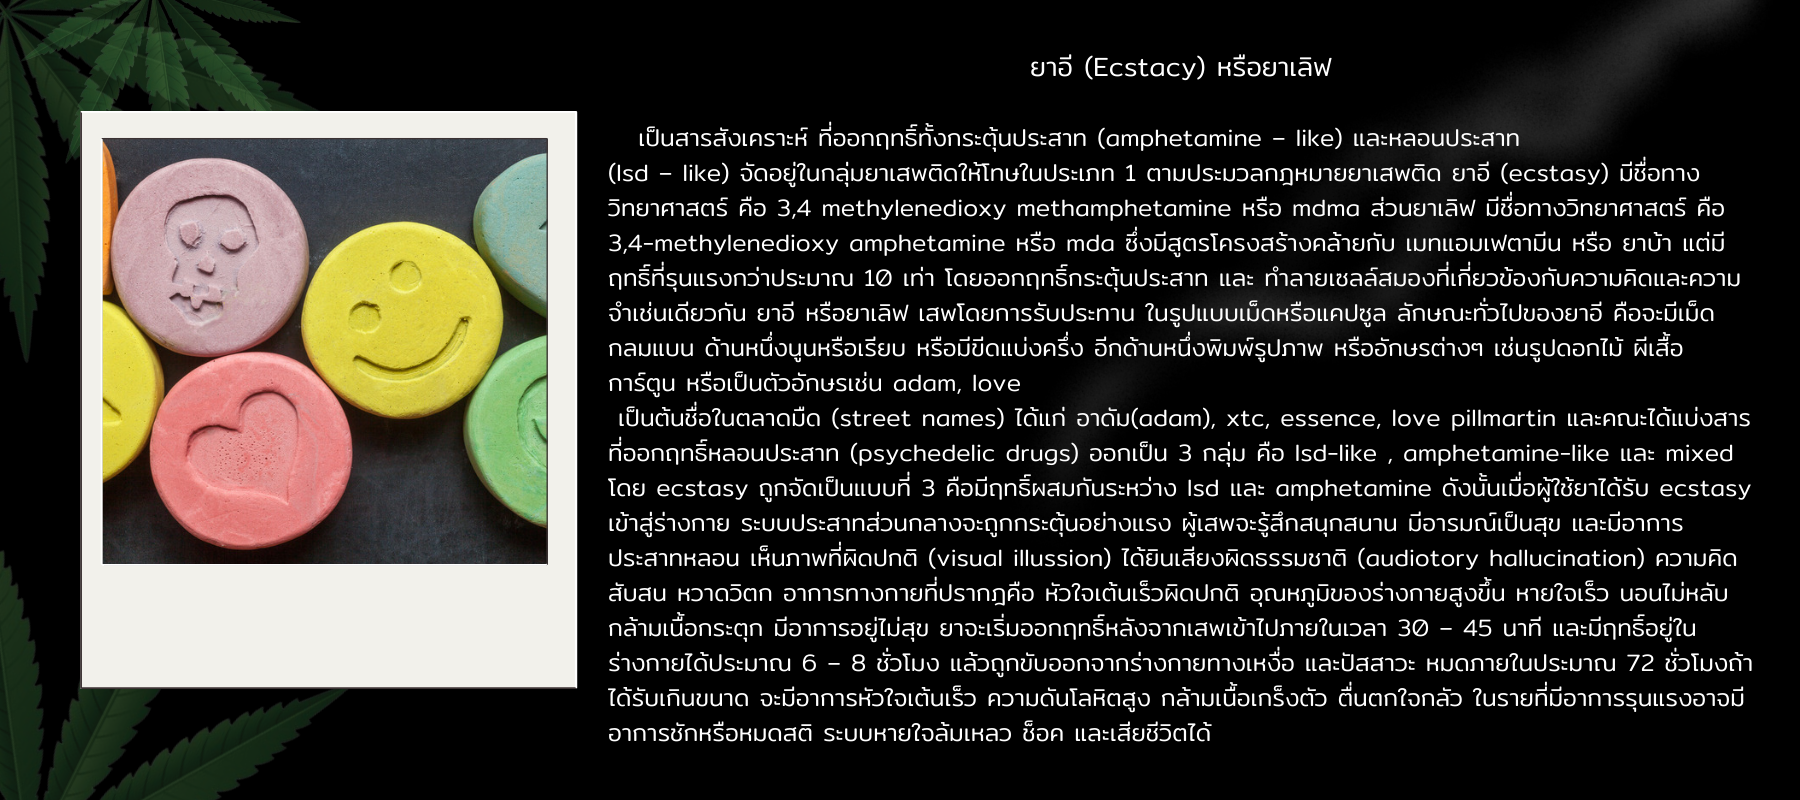 ยาอี (Ecstacy) หรือยาเลิฟ
เป็นสารสังเคราะห์ ที่ออกฤทธิ์ทั้งกระตุ้นประสาท (amphetamine – like) และหลอนประสาท
(lsd – like) จัดอยู่ในกลุ่มยาเสพติดให้โทษในประเภท 1 ตามประมวลกฎหมายยาเสพติด ยาอี (ecstasy) มีชื่อทาง
วิทยาศาสตร์ คือ 3,4 methylenedioxy methamphetamine หรือ mdma ส่วนยาเลิฟ มีชื่อทางวิทยาศาสตร์ คือ
3,4-methylenedioxy amphetamine หรือ mda ซึ่งมีสูตรโครงสร้างคล้ายกับ เมทแอมเฟตามีน หรือ ยาบ้า แต่มี
ฤทธิ์ที่รุนแรงกว่าประมาณ 10 เท่า โดยออกฤทธิ์กระตุ้นประสาท และ ทำลายเซลล์สมองที่เกี่ยวข้องกับความคิดและความ
จำเช่นเดียวกัน ยาอี หรือยาเลิฟ เสพโดยการรับประทาน ในรูปแบบเม็ดหรือแคปซูล ลักษณะทั่วไปของยาอี คือจะมีเม็ด
กลมแบน ด้านหนึ่งนูนหรือเรียบ หรือมีขีดแบ่งครึ่ง อีกด้านหนึ่งพิมพ์รูปภาพ หรืออักษรต่างๆ เช่นรูปดอกไม้ ผีเสื้อ
การ์ตูน หรือเป็นตัวอักษรเช่น adam, love
เป็นต้นชื่อในตลาดมืด (street names) ได้แก่ อาดัม(adam), xtc, essence, love pillmartin และคณะได้แบ่งสาร
ที่ออกฤทธิ์หลอนประสาท (psychedelic drugs) ออกเป็น 3 กลุ่ม คือ lsd-like , amphetamine-like และ mixed
โดย ecstasy ถูกจัดเป็นแบบที่ 3 คือมีฤทธิ์ผสมกันระหว่าง lsd และ amphetamine ดังนั้นเมื่อผู้ใช้ยาได้รับ ecstasy
เข้าสู่ร่างกาย ระบบประสาทส่วนกลางจะถูกกระตุ้นอย่างแรง ผู้เสพจะรู้สึกสนุกสนาน มีอารมณ์เป็นสุข และมีอาการ
ประสาทหลอน เห็นภาพที่ผิดปกติ (visual illussion) ได้ยินเสียงผิดธรรมชาติ (audiotory hallucination) ความคิด
สับสน หวาดวิตก อาการทางกายที่ปรากฎคือ หัวใจเต้นเร็วผิดปกติ อุณหภูมิของร่างกายสูงขึ้น หายใจเร็ว นอนไม่หลับ
กล้ามเนื้อกระตุก มีอาการอยู่ไม่สุข ยาจะเริ่มออกฤทธิ์หลังจากเสพเข้าไปภายในเวลา 30 – 45 นาที และมีฤทธิ์อยู่ใน
ร่างกายได้ประมาณ 6 – 8 ชั่วโมง แล้วถูกขับออกจากร่างกายทางเหงื่อ และปัสสาวะ หมดภายในประมาณ 72 ชั่วโมงถ้า
ได้รับเกินขนาด จะมีอาการหัวใจเต้นเร็ว ความดันโลหิตสูง กล้ามเนื้อเกร็งตัว ตื่นตกใจกลัว ในรายที่มีอาการรุนแรงอาจมี
อาการชักหรือหมดสติ ระบบหายใจล้มเหลว ช็อค และเสียชีวิตได้